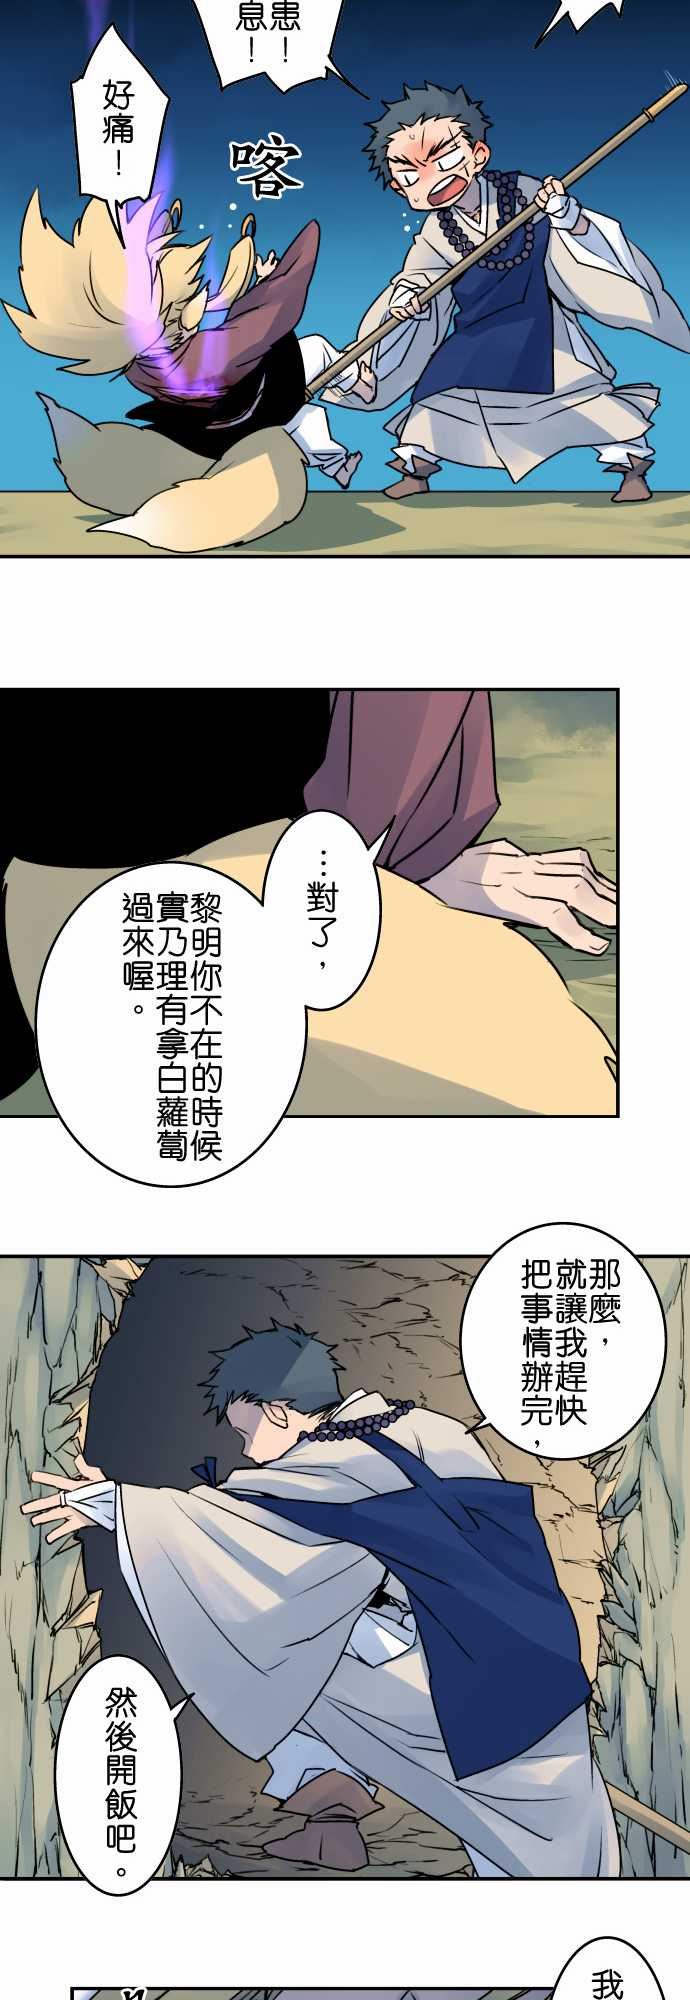 患！
息！
好痛！
喀
…對了，
黎明你不在的時候
實乃理有拿白蘿蔔
過來喔。
那麼，
就讓我趕快
把事情辦完，
然後開飯吧。
我